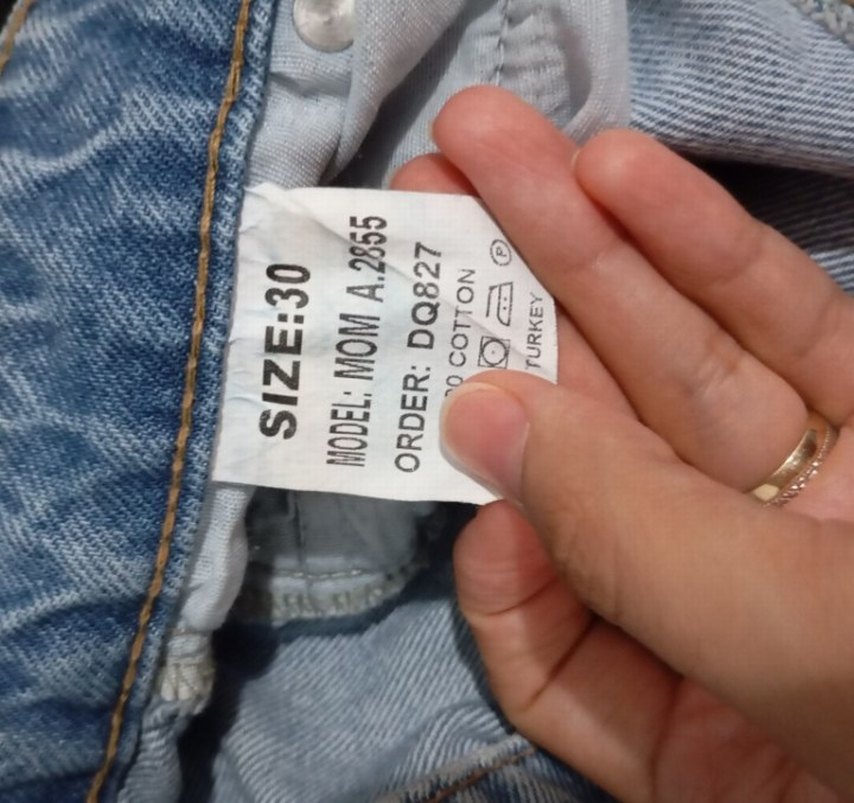 SIZE:30
MODEL: MOM A.2855
ORDER: DQ827
COTTON
P
TURKEY